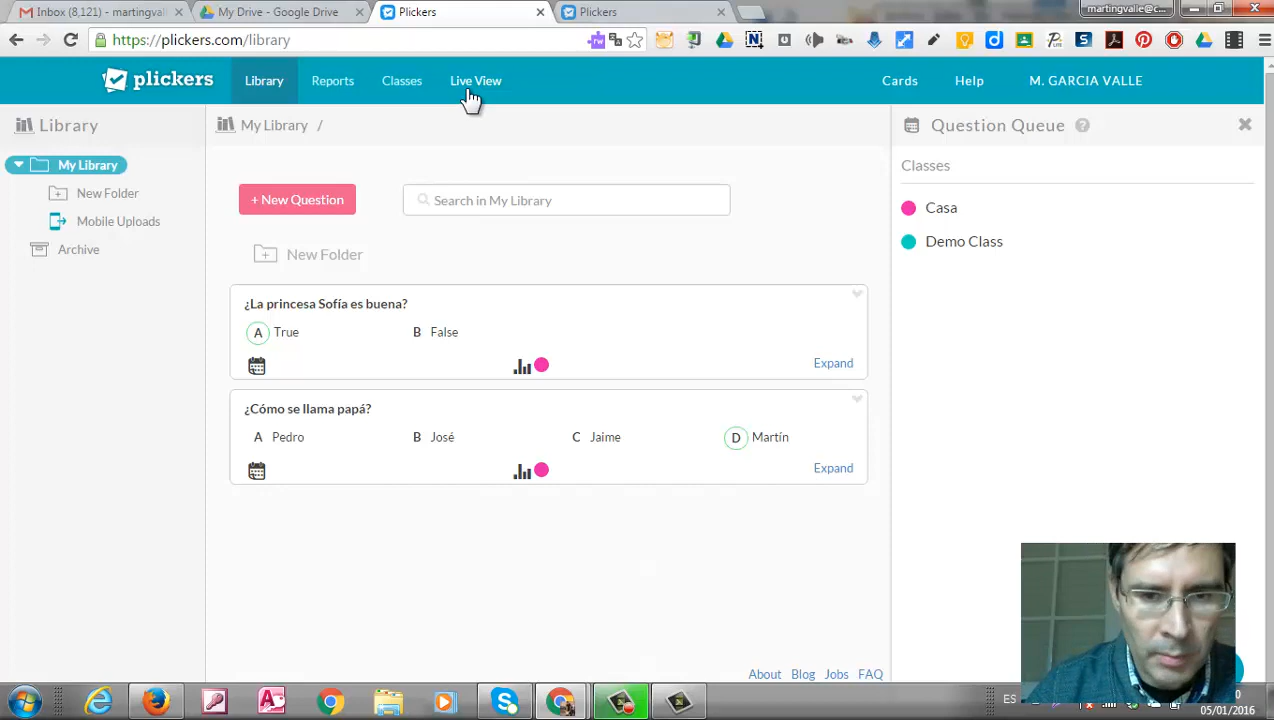 Inbox (8,121) - martingvall
My Drive - Google Drive
Plickers
Plickers
martingvalle@c...
https://plickers.com/library
plickers
Library
Reports
Classes
Live View
Cards
Help
M. GARCIA VALLE
Library
My Library /
Question Queue ?
My Library
New Folder
Mobile Uploads
Archive
+ New Question
Search in My Library
New Folder
Classes
Casa
Demo Class
¿La princesa Sofía es buena?
A True
B False
Expand
¿Cómo se llama papá?
A Pedro
B José
C Jaime
D Martín
Expand
About
Blog
Jobs
FAQ
ES
05/01/2016